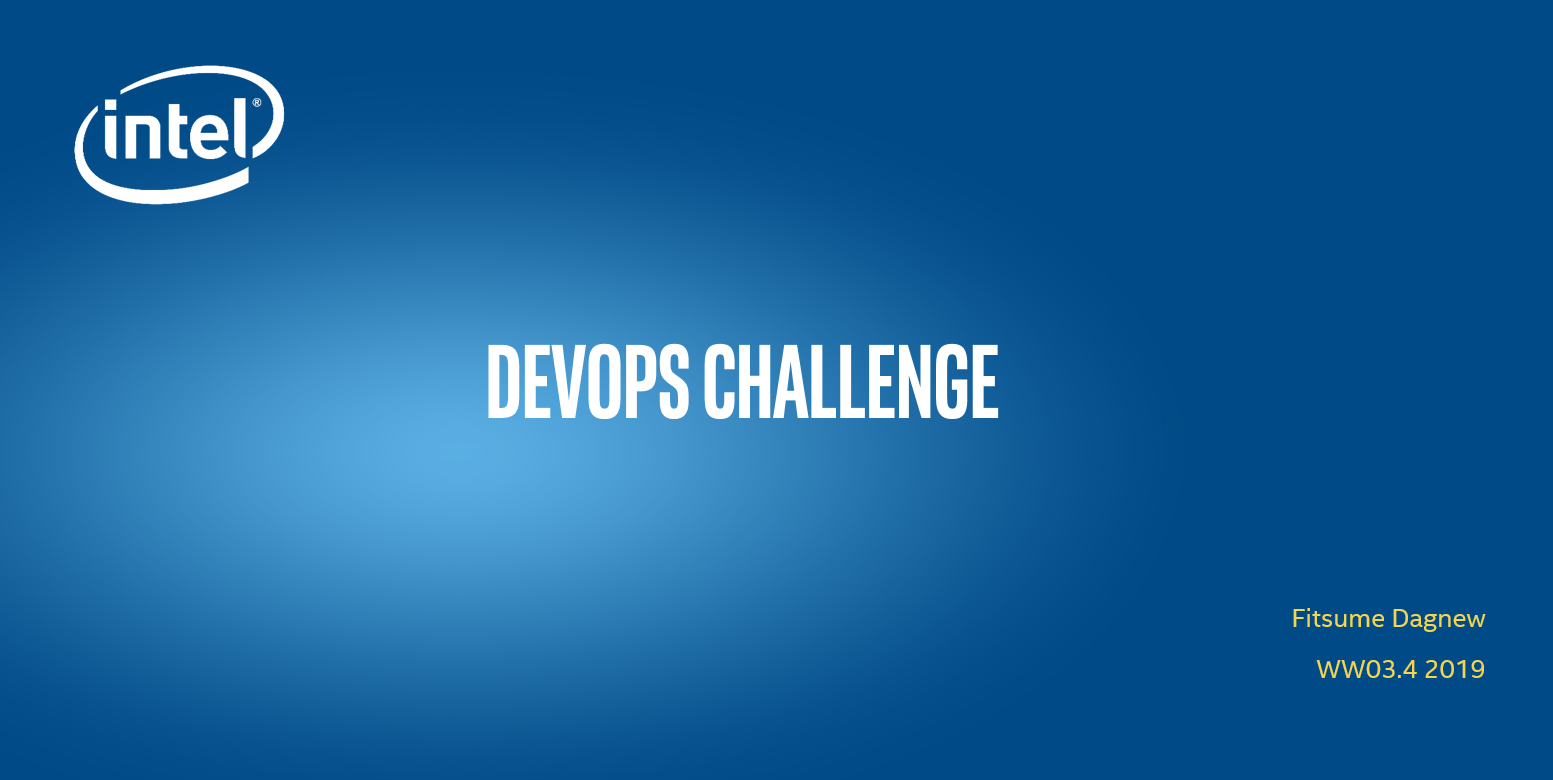 intel®
DEVOPS CHALLENGE
Fitsume Dagnew
WW03.4 2019